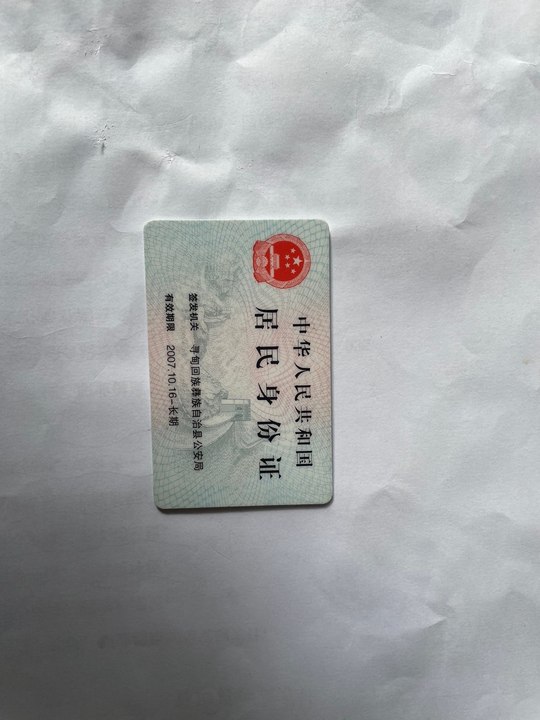 中华人民共和国
居民身份证
签发机关 寻甸回族彝族自治县公安局
有效期限 2007.10.16-长期